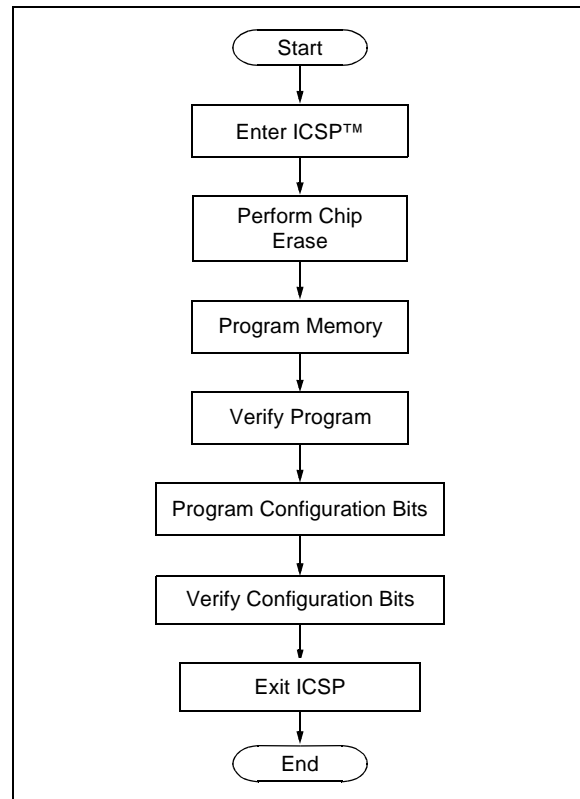 Start
Enter ICSP™
Perform Chip
Erase
Program Memory
Verify Program
Program Configuration Bits
Verify Configuration Bits
Exit ICSP
End